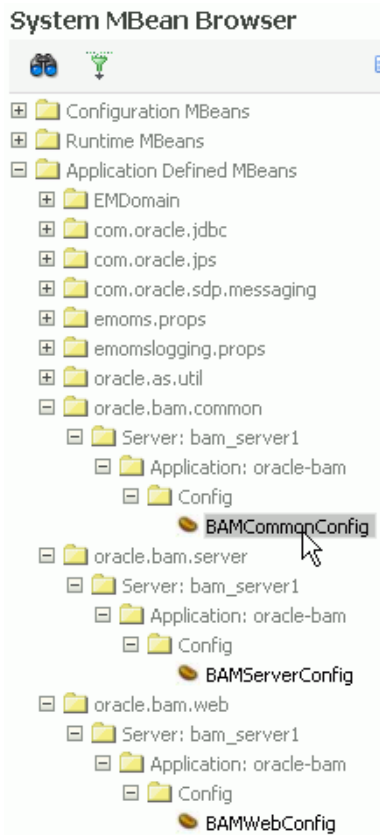 System MBean Browser
Configuration MBeans
Runtime MBeans
Application Defined MBeans
EMDomain
com.oracle.jdbc
com.oracle.jps
com.oracle.sdp.messaging
emoms.props
emomslogging.props
oracle.as.util
oracle.bam.common
Server: bam_server1
Application: oracle-bam
Config
BAMCommonConfig
oracle.bam.server
Server: bam_server1
Application: oracle-bam
Config
BAMServerConfig
oracle.bam.web
Server: bam_server1
Application: oracle-bam
Config
BAMWebConfig